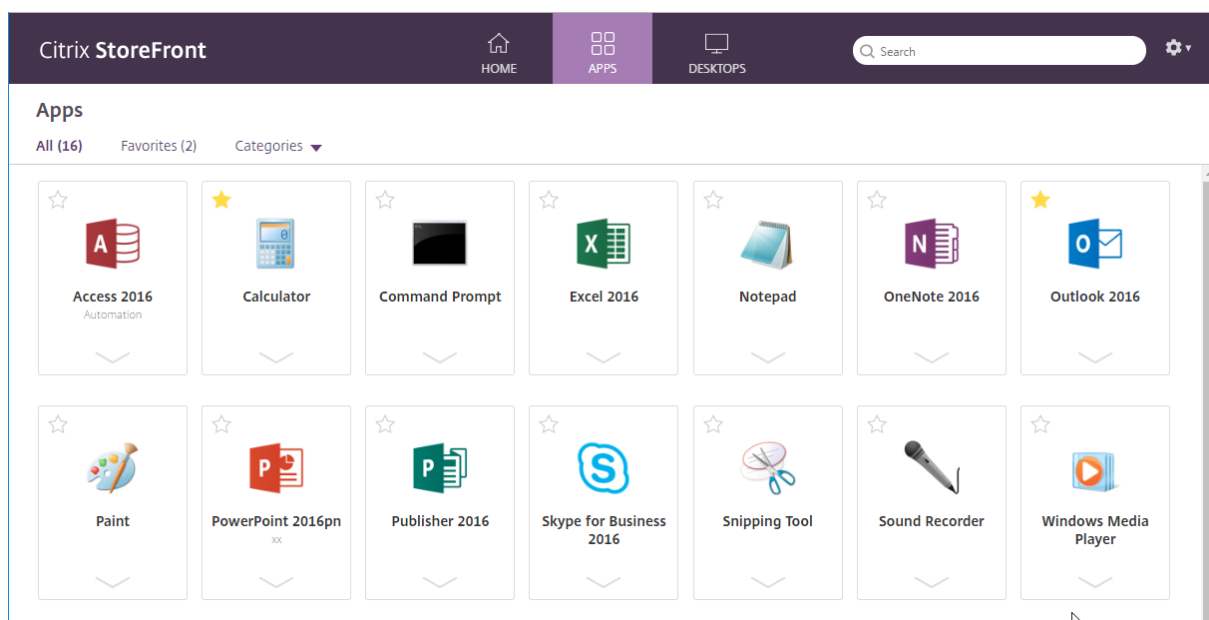 Citrix StoreFront
HOME
APPS
DESKTOPS
Search
Apps
All (16)
Favorites (2)
Categories
Access 2016
Automation
Calculator
Command Prompt
Excel 2016
Notepad
OneNote 2016
Outlook 2016
Paint
PowerPoint 2016pn
xx
Publisher 2016
Skype for Business
2016
Snipping Tool
Sound Recorder
Windows Media
Player